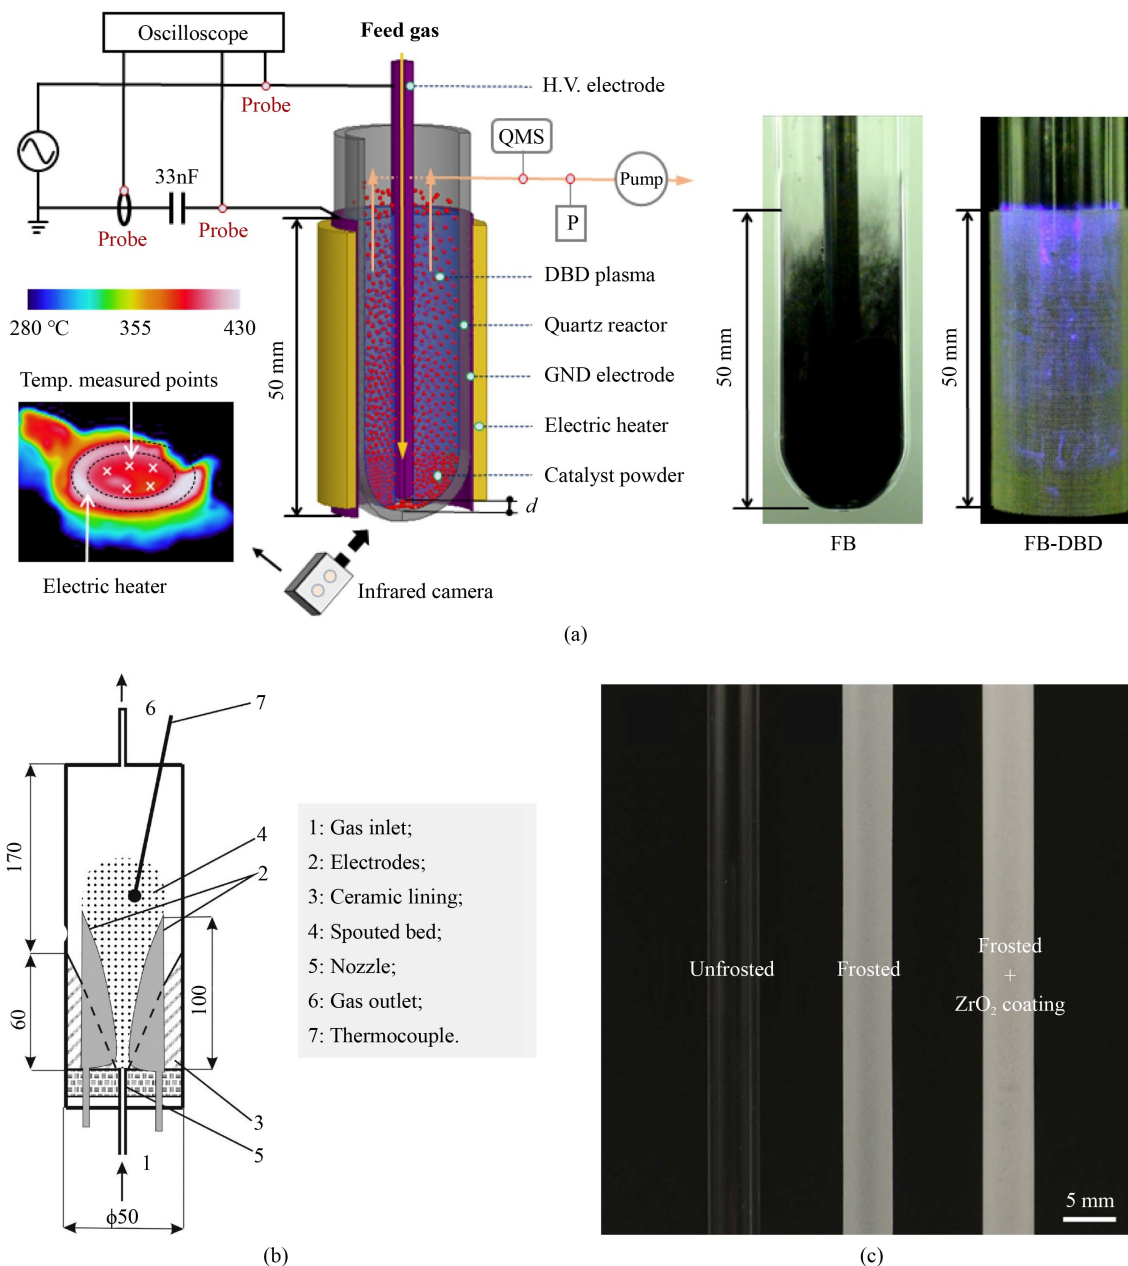 Oscilloscope
Feed gas
H.V. electrode
Probe
QMS
Pump
33nF
P
Probe
Probe
DBD plasma
280 °C
355
430
Quartz reactor
Temp. measured points
50 mm
GND electrode
Electric heater
Catalyst powder
d
Electric heater
Infrared camera
50 mm
FB
50 mm
FB-DBD
(a)
6
7
4
2
170
60
100
3
5
1
ϕ50
1: Gas inlet;
2: Electrodes;
3: Ceramic lining;
4: Spouted bed;
5: Nozzle;
6: Gas outlet;
7: Thermocouple.
(b)
Unfrosted
Frosted
Frosted
+
ZrO₂ coating
5 mm
(c)